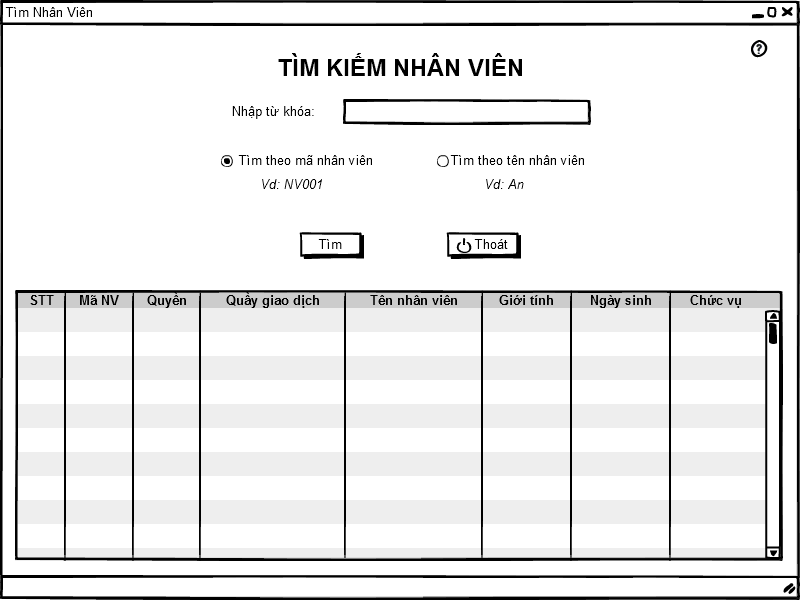 Tìm Nhân Viên
?
TÌM KIẾM NHÂN VIÊN
Nhập từ khóa:
Tìm theo mã nhân viên Tìm theo tên nhân viên
Vd: NV001 Vd: An
Tìm Thoát
STT Mã NV Quyền Quầy giao dịch Tên nhân viên Giới tính Ngày sinh Chức vụ